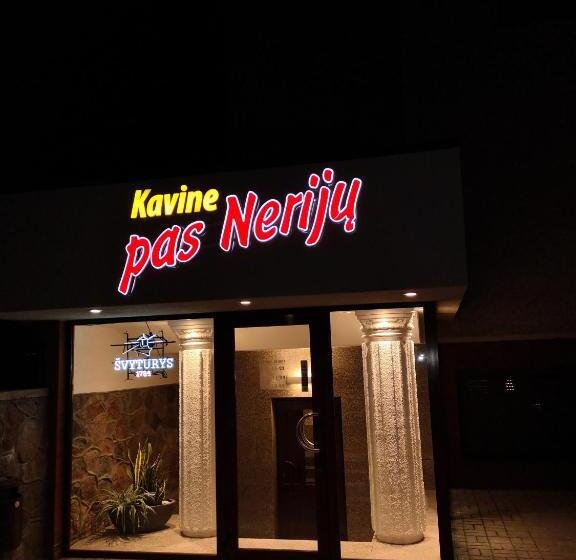 Kavine
pas Nerijų
ŠVYTURYS
1784